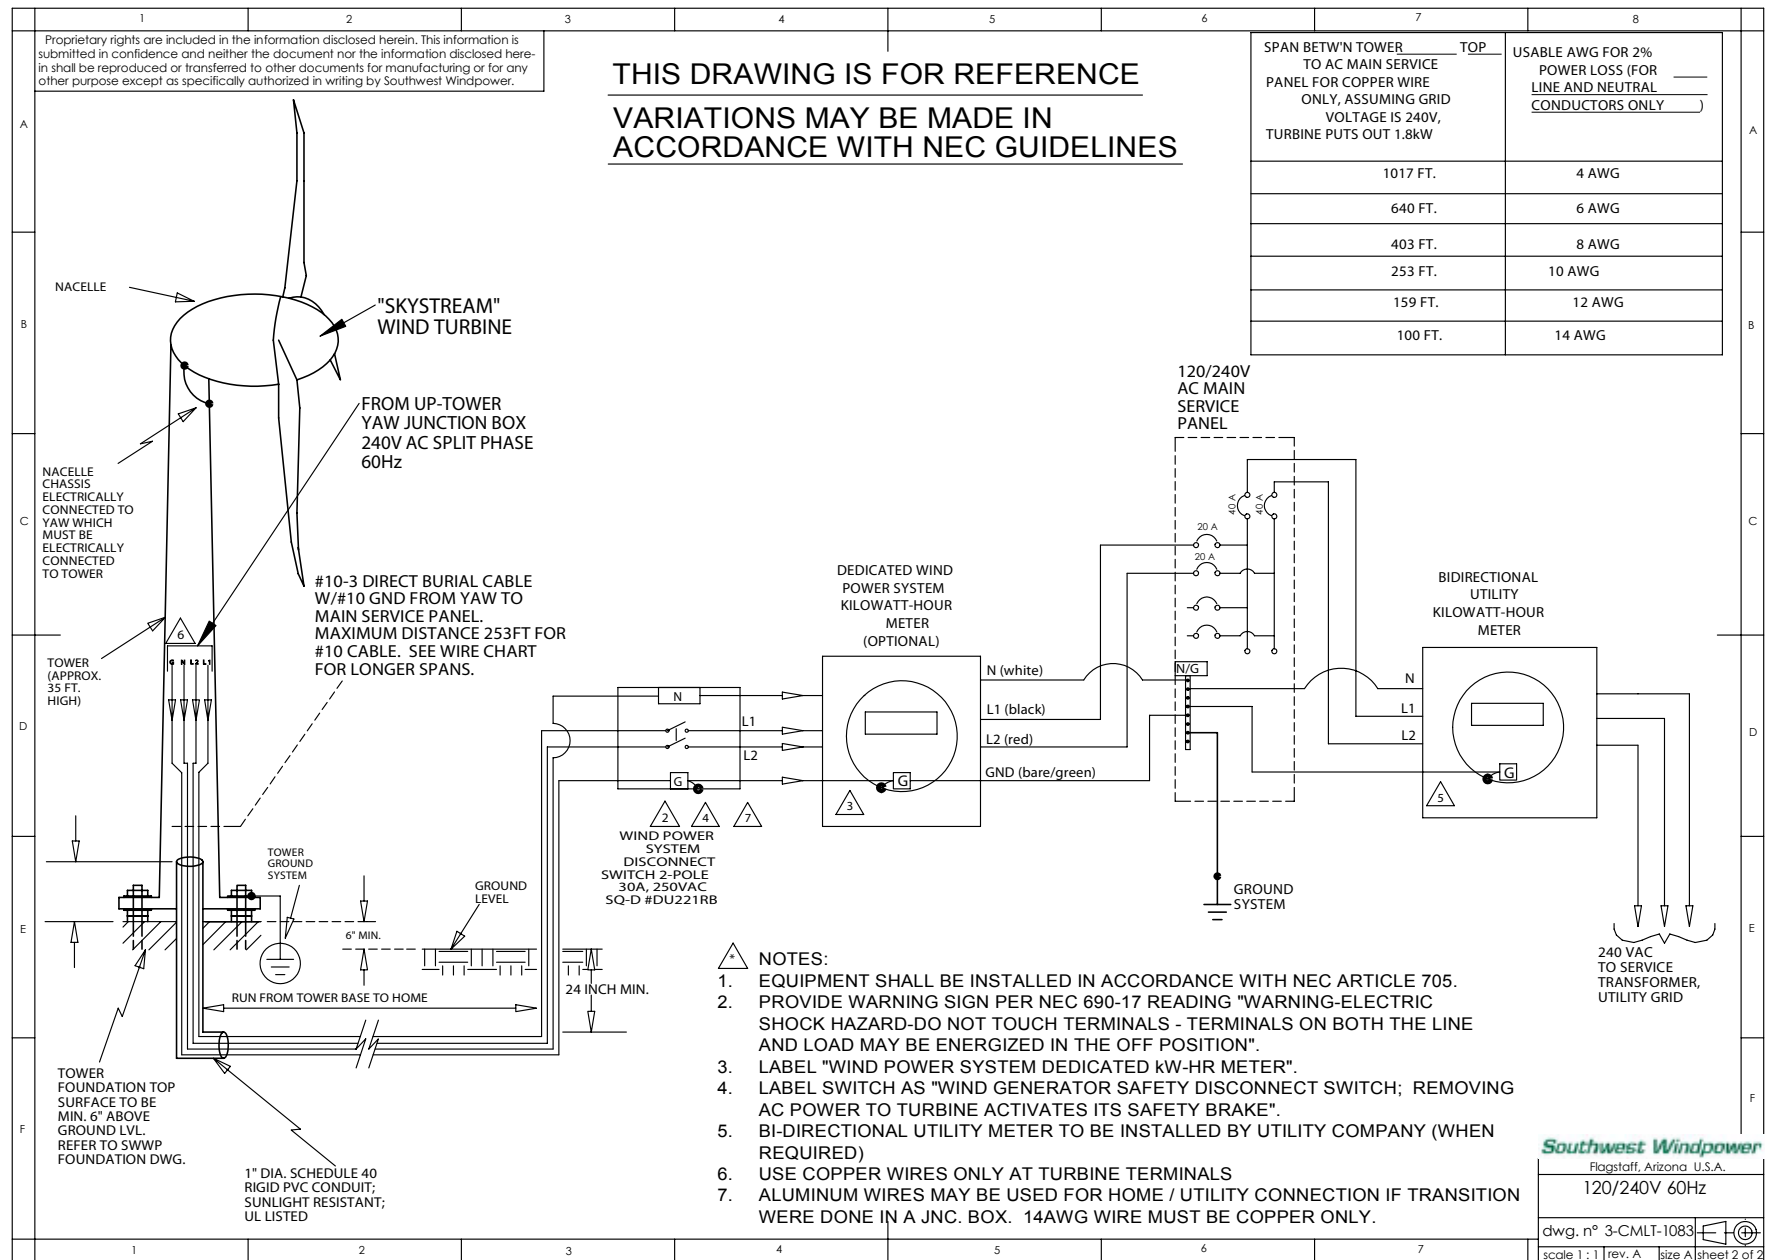 1 2 3 4 5 6 7 8
Proprietary rights are included in the information disclosed herein. This information is
submitted in confidence and neither the document nor the information disclosed here-
in shall be reproduced or transferred to other documents for manufacturing or for any
other purpose except as specifically authorized in writing by Southwest Windpower.
THIS DRAWING IS FOR REFERENCE
VARIATIONS MAY BE MADE IN
ACCORDANCE WITH NEC GUIDELINES
SPAN BETW'N TOWER TOP
TO AC MAIN SERVICE
PANEL FOR COPPER WIRE
ONLY, ASSUMING GRID
VOLTAGE IS 240V,
TURBINE PUTS OUT 1.8kW
USABLE AWG FOR 2%
POWER LOSS (FOR
LINE AND NEUTRAL
CONDUCTORS ONLY )
1017 FT. 4 AWG
640 FT. 6 AWG
403 FT. 8 AWG
253 FT. 10 AWG
159 FT. 12 AWG
100 FT. 14 AWG
A
B
C
D
E
F
A
B
C
D
E
F
NACELLE
"SKYSTREAM"
WIND TURBINE
FROM UP-TOWER
YAW JUNCTION BOX
240V AC SPLIT PHASE
60Hz
NACELLE
CHASSIS
ELECTRICALLY
CONNECTED TO
YAW WHICH
MUST BE
ELECTRICALLY
CONNECTED
TO TOWER
#10-3 DIRECT BURIAL CABLE
W/#10 GND FROM YAW TO
MAIN SERVICE PANEL.
MAXIMUM DISTANCE 253FT FOR
#10 CABLE. SEE WIRE CHART
FOR LONGER SPANS.
6
G N L2 L1
TOWER
(APPROX.
35 FT.
HIGH)
120/240V
AC MAIN
SERVICE
PANEL
40 A
40 A
20 A
20 A
N/G
DEDICATED WIND
POWER SYSTEM
KILOWATT-HOUR
METER
(OPTIONAL)
BIDIRECTIONAL
UTILITY
KILOWATT-HOUR
METER
N
L1
L2
G
2 4 7
WIND POWER
SYSTEM
DISCONNECT
SWITCH 2-POLE
30A, 250VAC
SQ-D #DU221RB
G
3
N (white)
L1 (black)
L2 (red)
GND (bare/green)
N
L1
L2
G
5
GROUND
SYSTEM
240 VAC
TO SERVICE
TRANSFORMER,
UTILITY GRID
TOWER
GROUND
SYSTEM
GROUND
LEVEL
6" MIN.
24 INCH MIN.
RUN FROM TOWER BASE TO HOME
TOWER
FOUNDATION TOP
SURFACE TO BE
MIN. 6" ABOVE
GROUND LVL.
REFER TO SWWP
FOUNDATION DWG.
1" DIA. SCHEDULE 40
RIGID PVC CONDUIT;
SUNLIGHT RESISTANT;
UL LISTED
* NOTES:
1. EQUIPMENT SHALL BE INSTALLED IN ACCORDANCE WITH NEC ARTICLE 705.
2. PROVIDE WARNING SIGN PER NEC 690-17 READING "WARNING-ELECTRIC
SHOCK HAZARD-DO NOT TOUCH TERMINALS - TERMINALS ON BOTH THE LINE
AND LOAD MAY BE ENERGIZED IN THE OFF POSITION".
3. LABEL "WIND POWER SYSTEM DEDICATED kW-HR METER".
4. LABEL SWITCH AS "WIND GENERATOR SAFETY DISCONNECT SWITCH; REMOVING
AC POWER TO TURBINE ACTIVATES ITS SAFETY BRAKE".
5. BI-DIRECTIONAL UTILITY METER TO BE INSTALLED BY UTILITY COMPANY (WHEN
REQUIRED)
6. USE COPPER WIRES ONLY AT TURBINE TERMINALS
7. ALUMINUM WIRES MAY BE USED FOR HOME / UTILITY CONNECTION IF TRANSITION
WERE DONE IN A JNC. BOX. 14AWG WIRE MUST BE COPPER ONLY.
Southwest Windpower
Flagstaff, Arizona U.S.A.
120/240V 60Hz
dwg. n° 3-CMLT-1083
scale 1 : 1 rev. A size A sheet 2 of 2
1 2 3 4 5 6 7